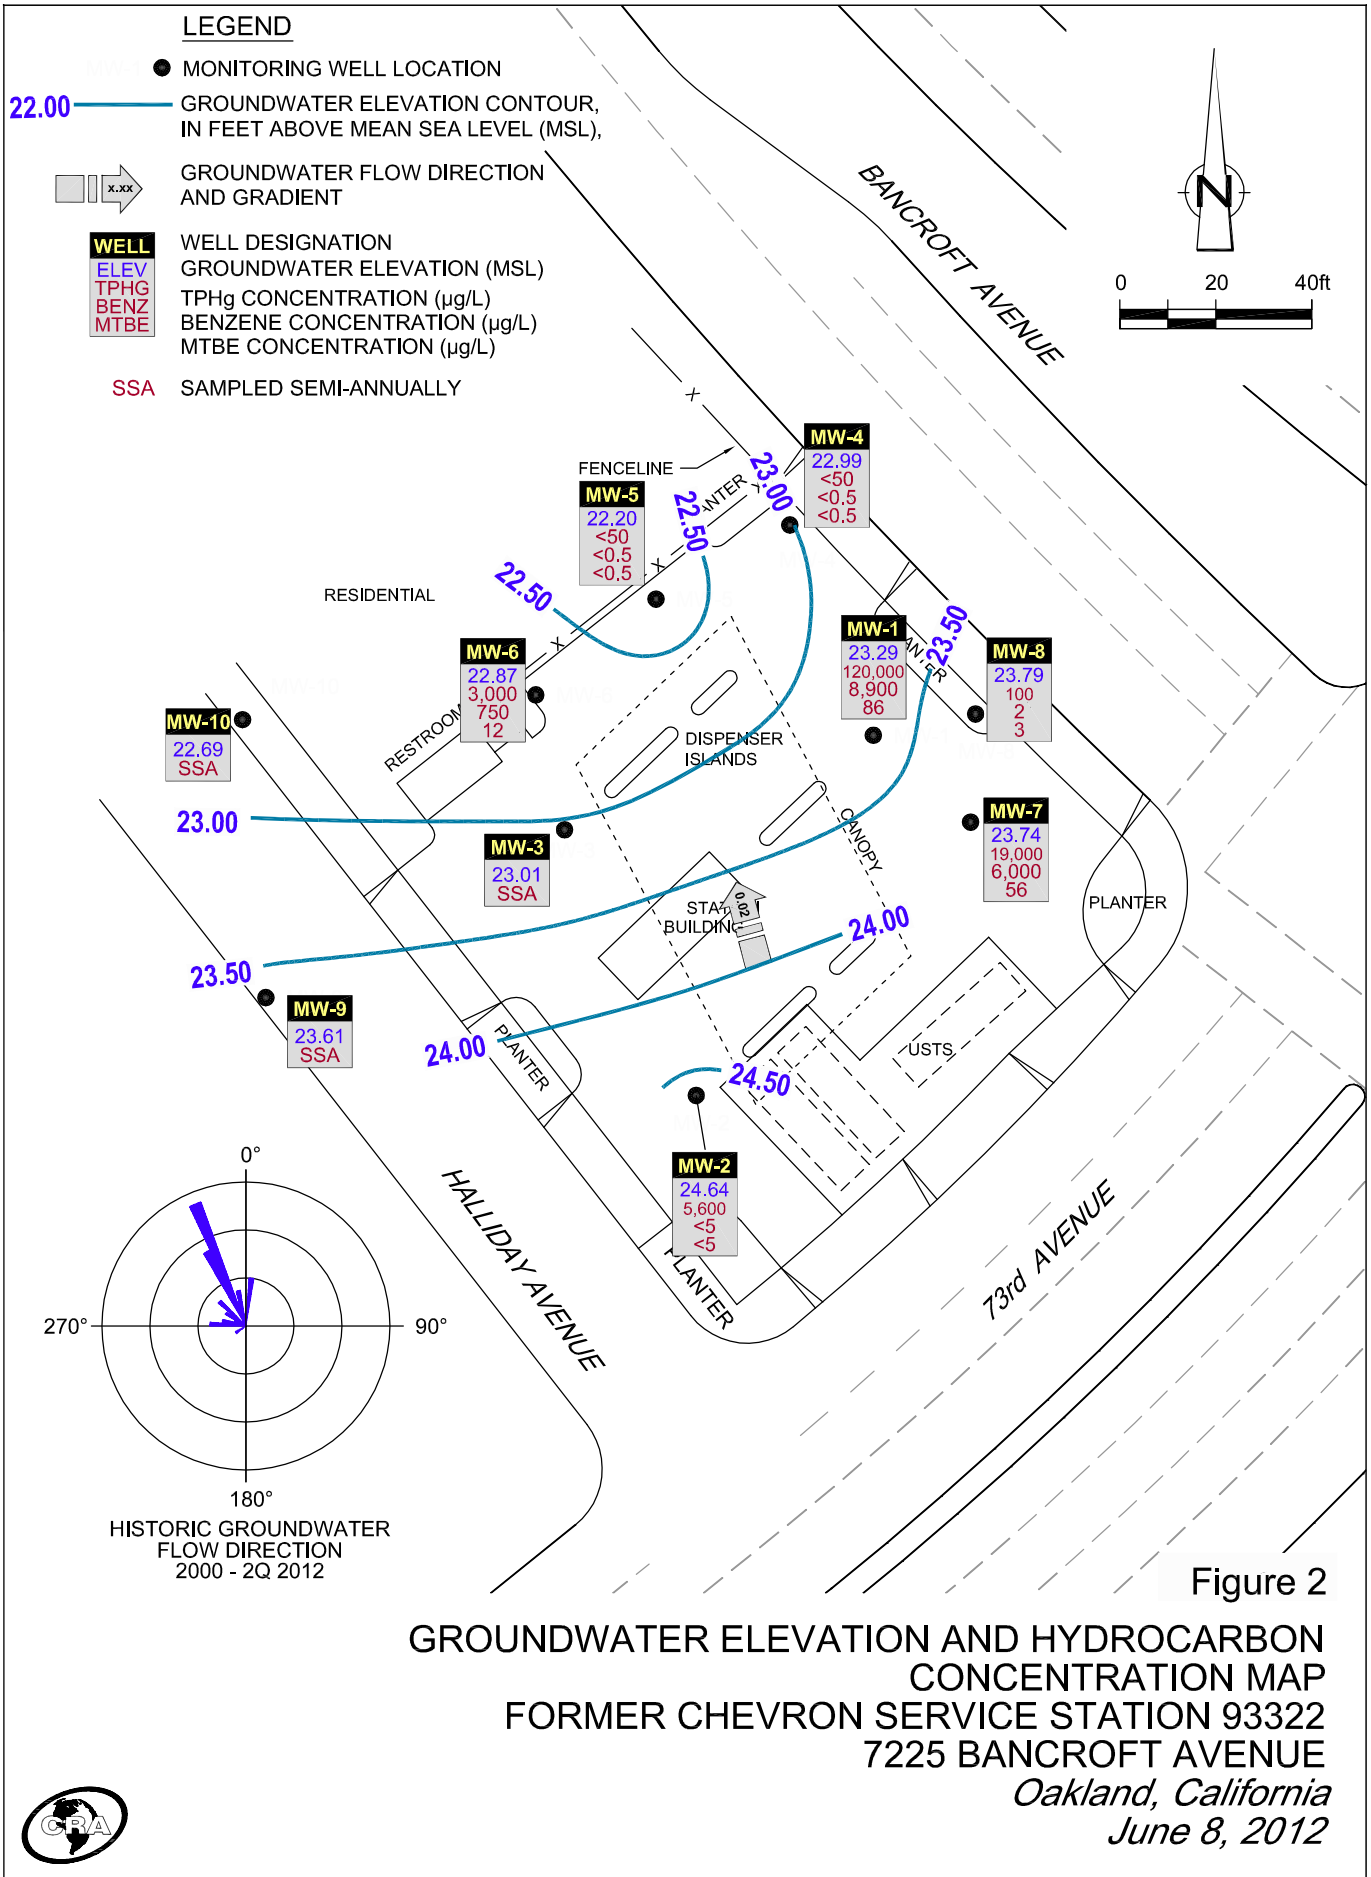 LEGEND
MONITORING WELL LOCATION
22.00
GROUNDWATER ELEVATION CONTOUR,
IN FEET ABOVE MEAN SEA LEVEL (MSL),
x.xx
GROUNDWATER FLOW DIRECTION
AND GRADIENT
WELL
ELEV
TPHG
BENZ
MTBE
WELL DESIGNATION
GROUNDWATER ELEVATION (MSL)
TPHg CONCENTRATION (µg/L)
BENZENE CONCENTRATION (µg/L)
MTBE CONCENTRATION (µg/L)
SSA
SAMPLED SEMI-ANNUALLY
N
0 20 40ft
BANCROFT AVENUE
X
FENCELINE
MW-4
22.99
<50
<0.5
<0.5
23.00
MW-5
22.20
<50
<0.5
<0.5
22.50
ANTER
X
X
X
22.50
RESIDENTIAL
MW-6
22.87
3,000
750
12
RESTROOM
MW-1
23.29
120,000
8,900
86
ANTER
23.50
MW-8
23.79
100
2
3
MW-10
22.69
SSA
DISPENSER
ISLANDS
23.00
MW-3
23.01
SSA
CANOPY
MW-7
23.74
19,000
6,000
56
PLANTER
STA
BUILDING
0.02
24.00
23.50
MW-9
23.61
SSA
24.00
PLANTER
USTS
24.50
MW-2
24.64
5,600
<5
<5
PLANTER
HALLIDAY AVENUE
73rd AVENUE
0°
270°
90°
180°
HISTORIC GROUNDWATER
FLOW DIRECTION
2000 - 2Q 2012
Figure 2
GROUNDWATER ELEVATION AND HYDROCARBON
CONCENTRATION MAP
FORMER CHEVRON SERVICE STATION 93322
7225 BANCROFT AVENUE
Oakland, California
June 8, 2012
CRA